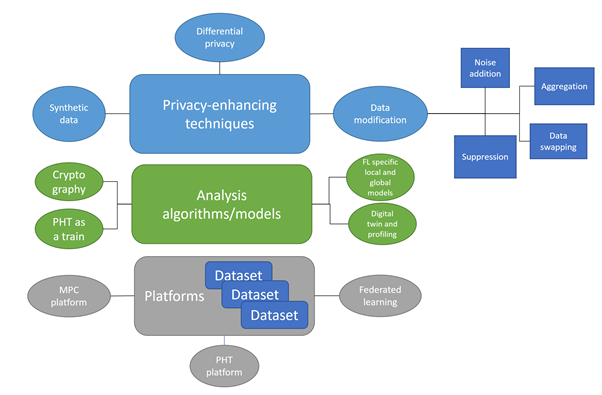 Differential
privacy
Synthetic
data
Privacy-enhancing
techniques
Data
modification
Noise
addition
Aggregation
Suppression
Data
swapping
Crypto
graphy
PHT as
a train
Analysis
algorithms/models
FL specific
local and
global
models
Digital
twin and
profiling
MPC
platform
Platforms
Dataset
Dataset
Dataset
Federated
learning
PHT
platform